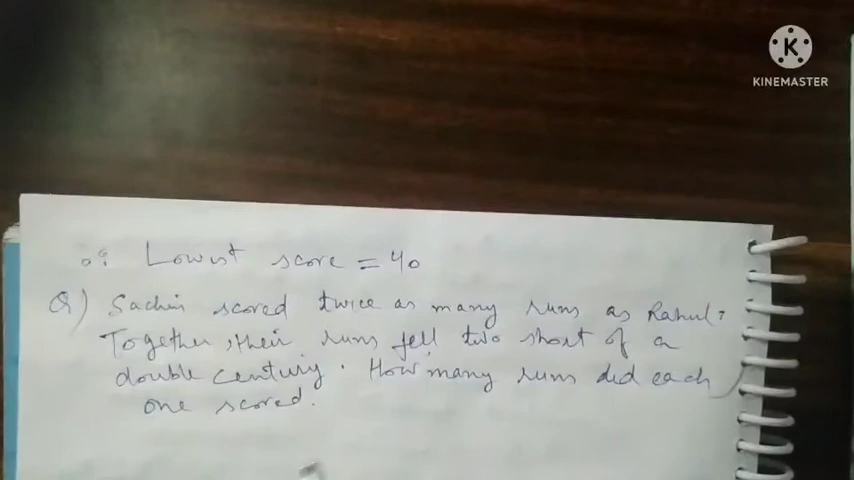 K
KINEMASTER
∴ Lowest score = 40
Q) Sachin scored twice as many runs as Rahul.
Together, their runs fell two short of a
double century. How many runs did each
one scored.